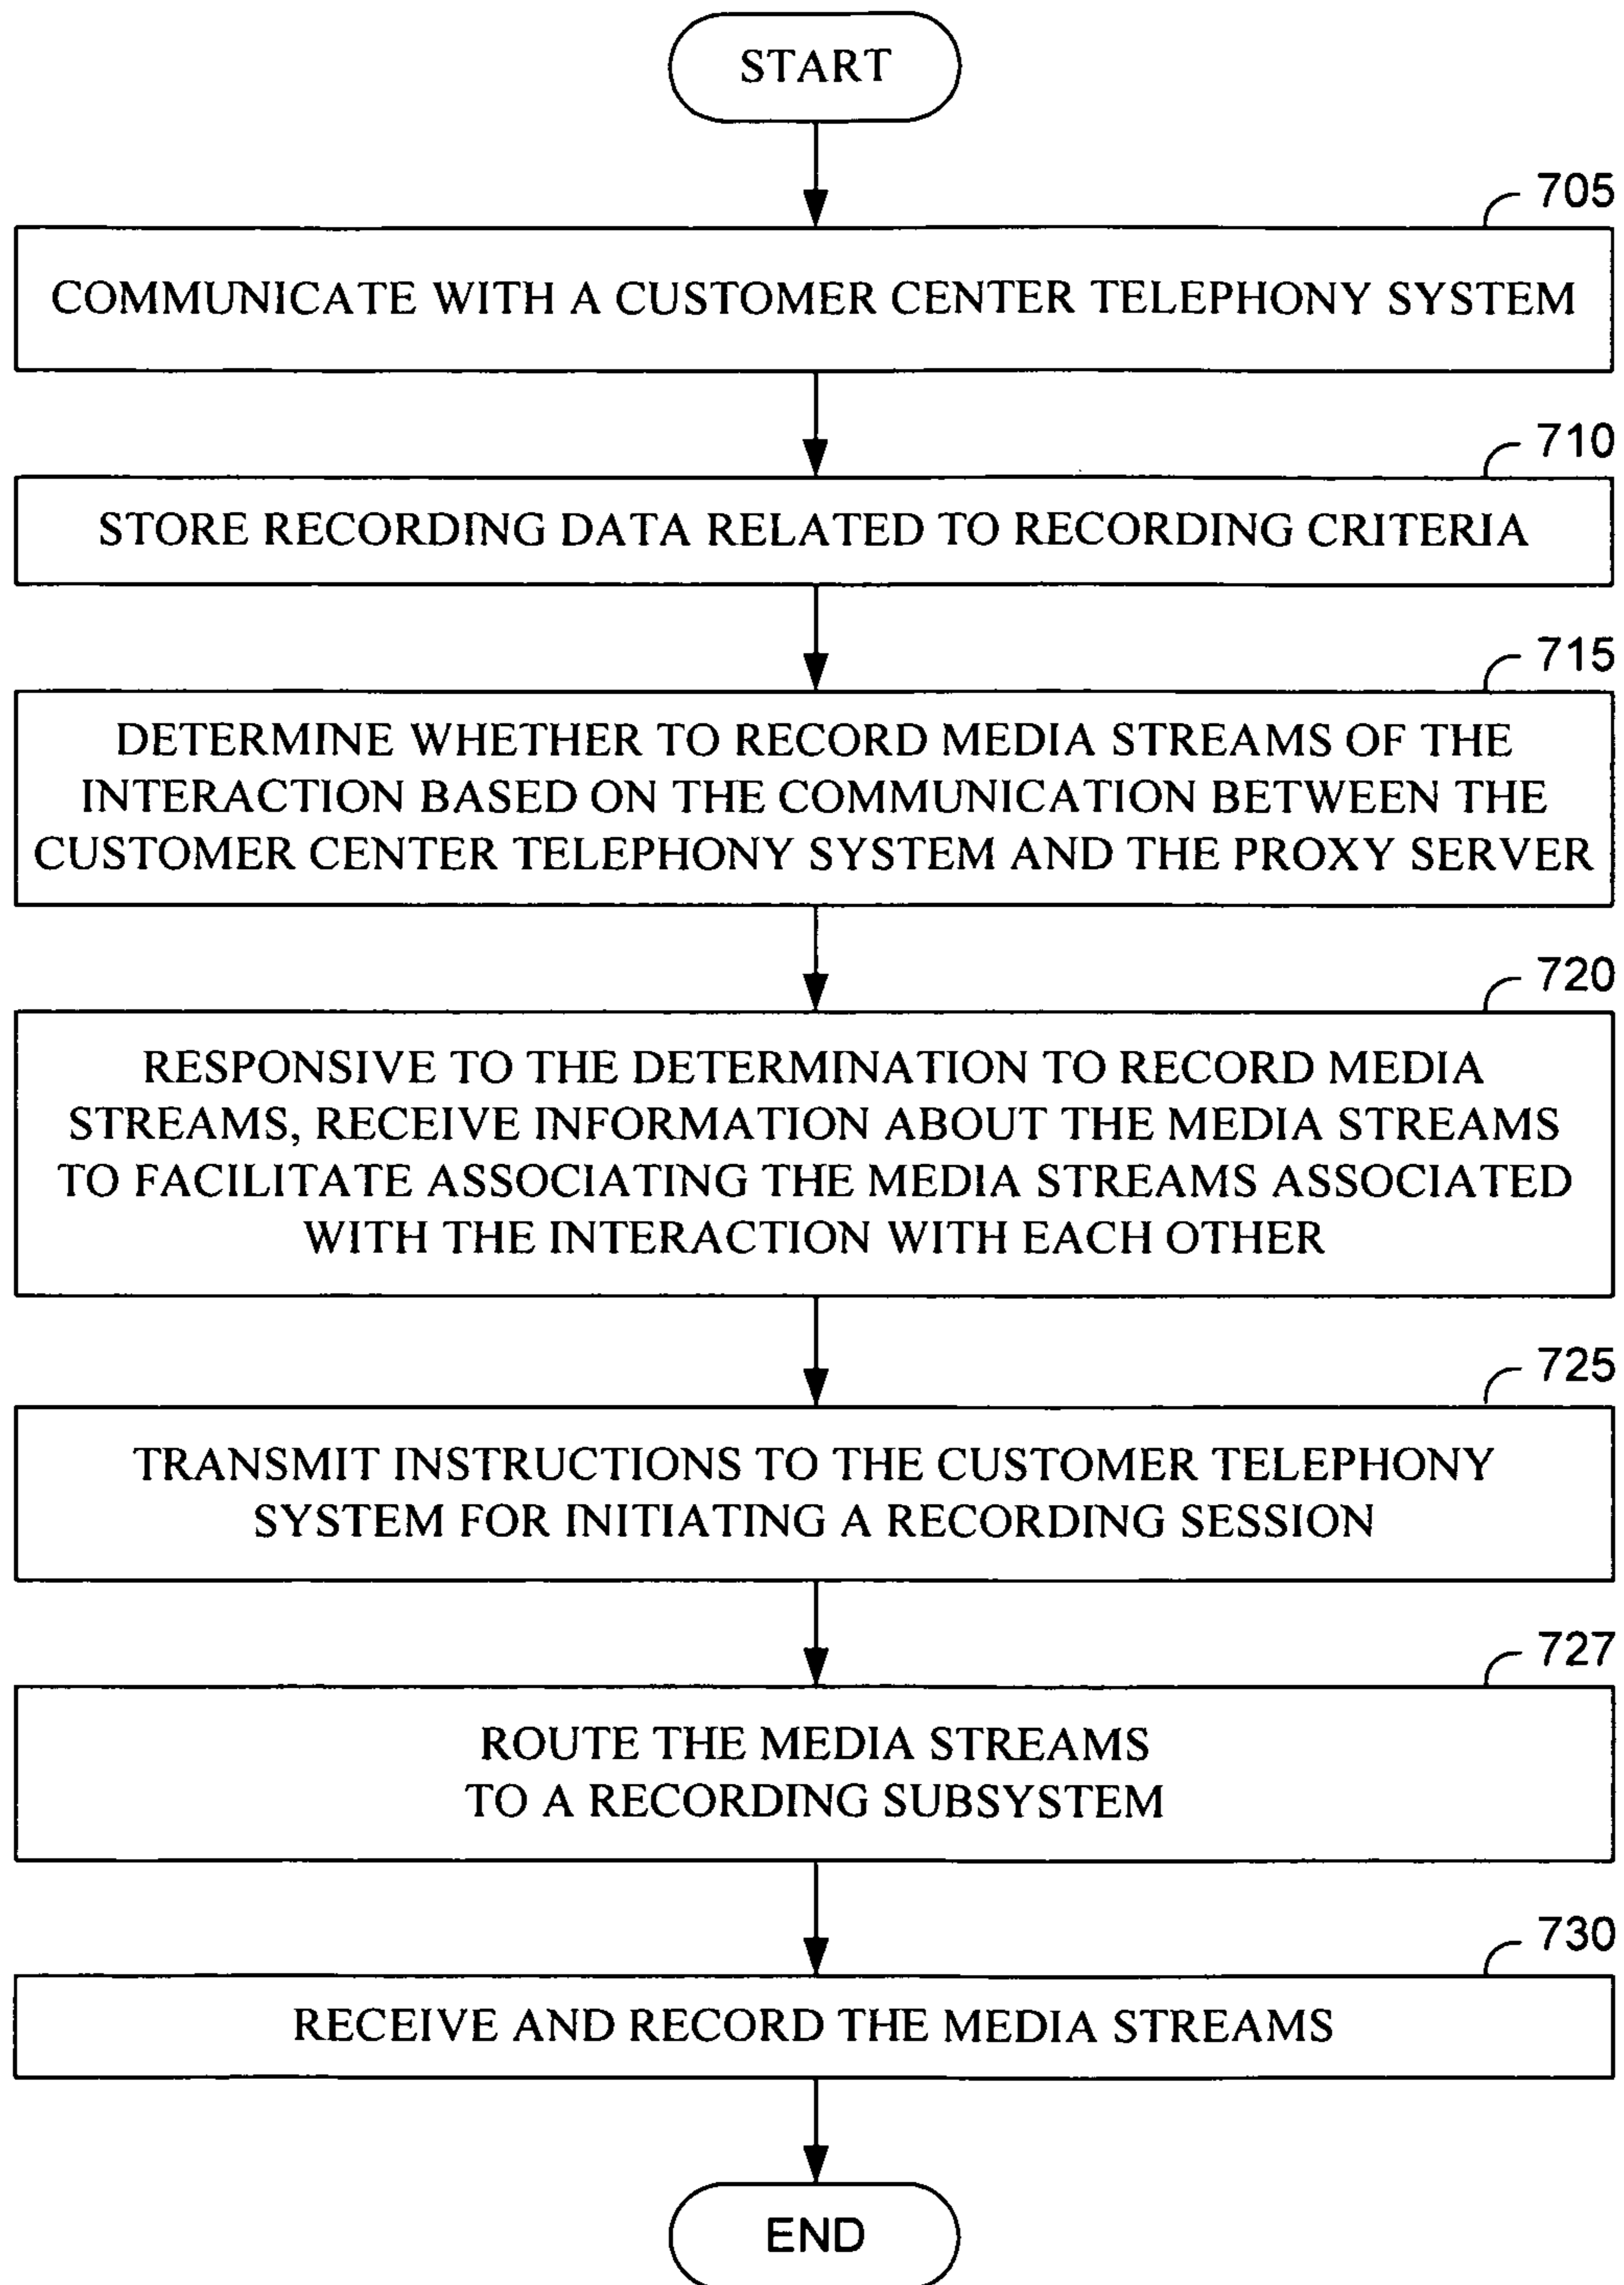 START
705
COMMUNICATE WITH A CUSTOMER CENTER TELEPHONY SYSTEM
710
STORE RECORDING DATA RELATED TO RECORDING CRITERIA
715
DETERMINE WHETHER TO RECORD MEDIA STREAMS OF THE
INTERACTION BASED ON THE COMMUNICATION BETWEEN THE
CUSTOMER CENTER TELEPHONY SYSTEM AND THE PROXY SERVER
720
RESPONSIVE TO THE DETERMINATION TO RECORD MEDIA
STREAMS, RECEIVE INFORMATION ABOUT THE MEDIA STREAMS
TO FACILITATE ASSOCIATING THE MEDIA STREAMS ASSOCIATED
WITH THE INTERACTION WITH EACH OTHER
725
TRANSMIT INSTRUCTIONS TO THE CUSTOMER TELEPHONY
SYSTEM FOR INITIATING A RECORDING SESSION
727
ROUTE THE MEDIA STREAMS
TO A RECORDING SUBSYSTEM
730
RECEIVE AND RECORD THE MEDIA STREAMS
END